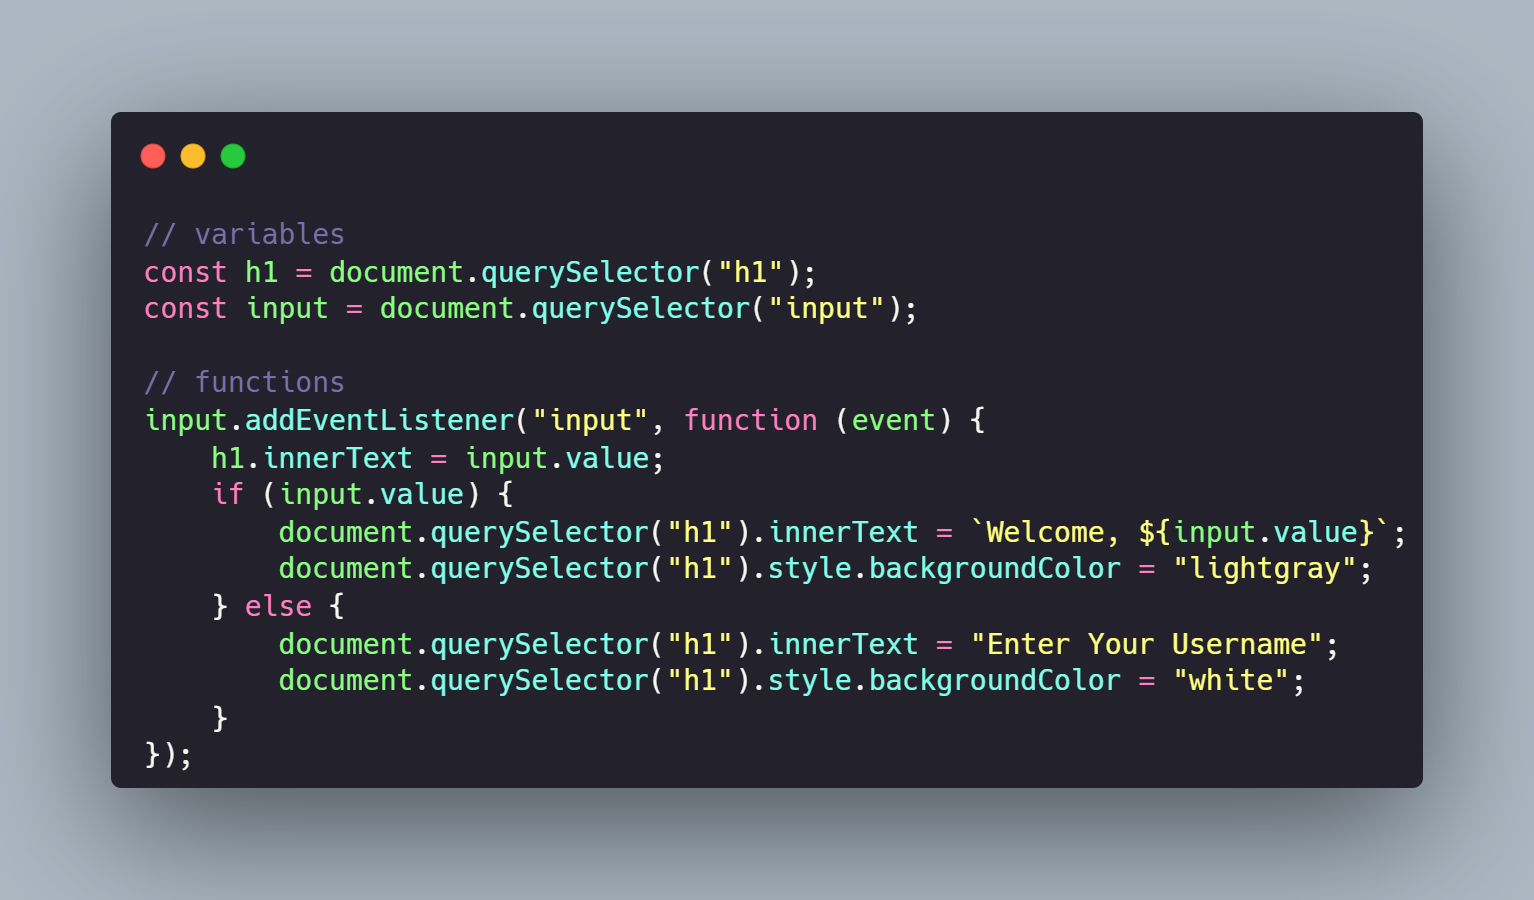 // variables
const h1 = document.querySelector("h1");
const input = document.querySelector("input");

// functions
input.addEventListener("input", function (event) {
    h1.innerText = input.value;
    if (input.value) {
        document.querySelector("h1").innerText = `Welcome, ${input.value}`;
        document.querySelector("h1").style.backgroundColor = "lightgray";
    } else {
        document.querySelector("h1").innerText = "Enter Your Username";
        document.querySelector("h1").style.backgroundColor = "white";
    }
});